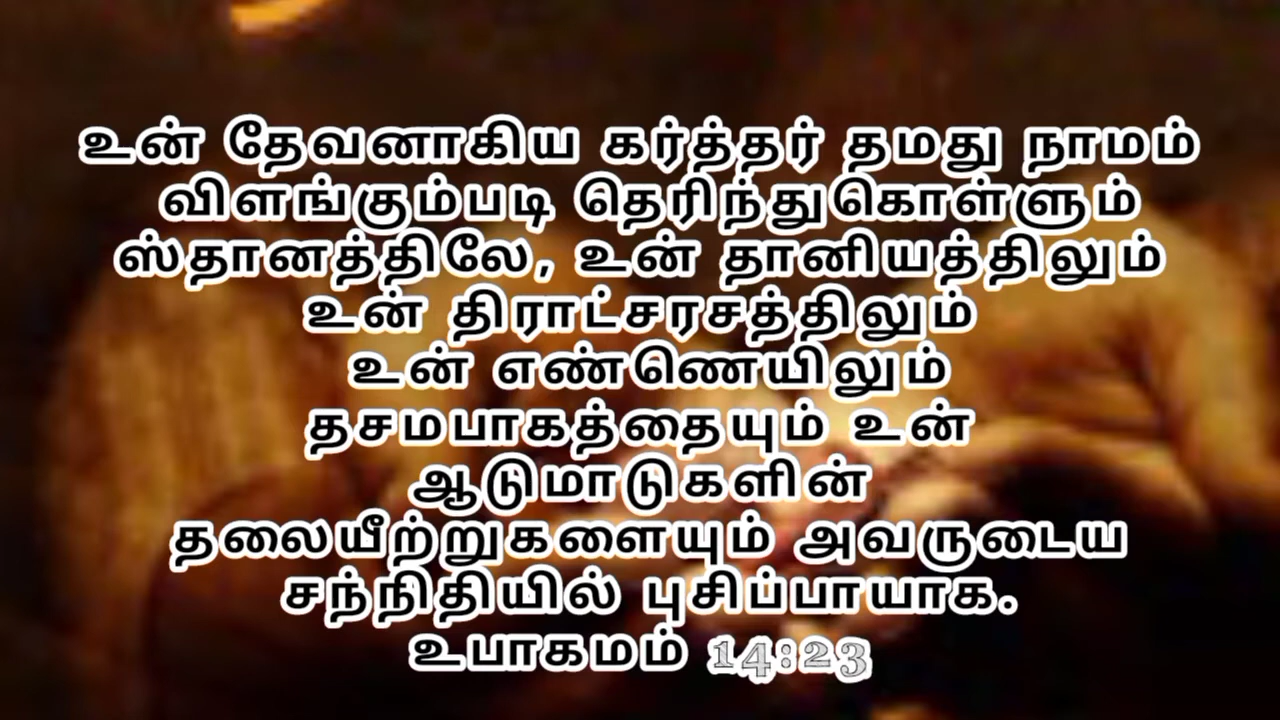 உன் தேவனாகிய கர்த்தர் தமது நாமம்
விளங்கும்படி தெரிந்துகொள்ளும்
ஸ்தானத்திலே, உன் தானியத்திலும்
உன் திராட்சரசத்திலும்
உன் எண்ணெயிலும்
தசமபாகத்தையும் உன்
ஆடுமாடுகளின்
தலையீற்றுகளையும் அவருடைய
சந்நிதியில் புசிப்பாயாக.
உபாகமம் 14:23